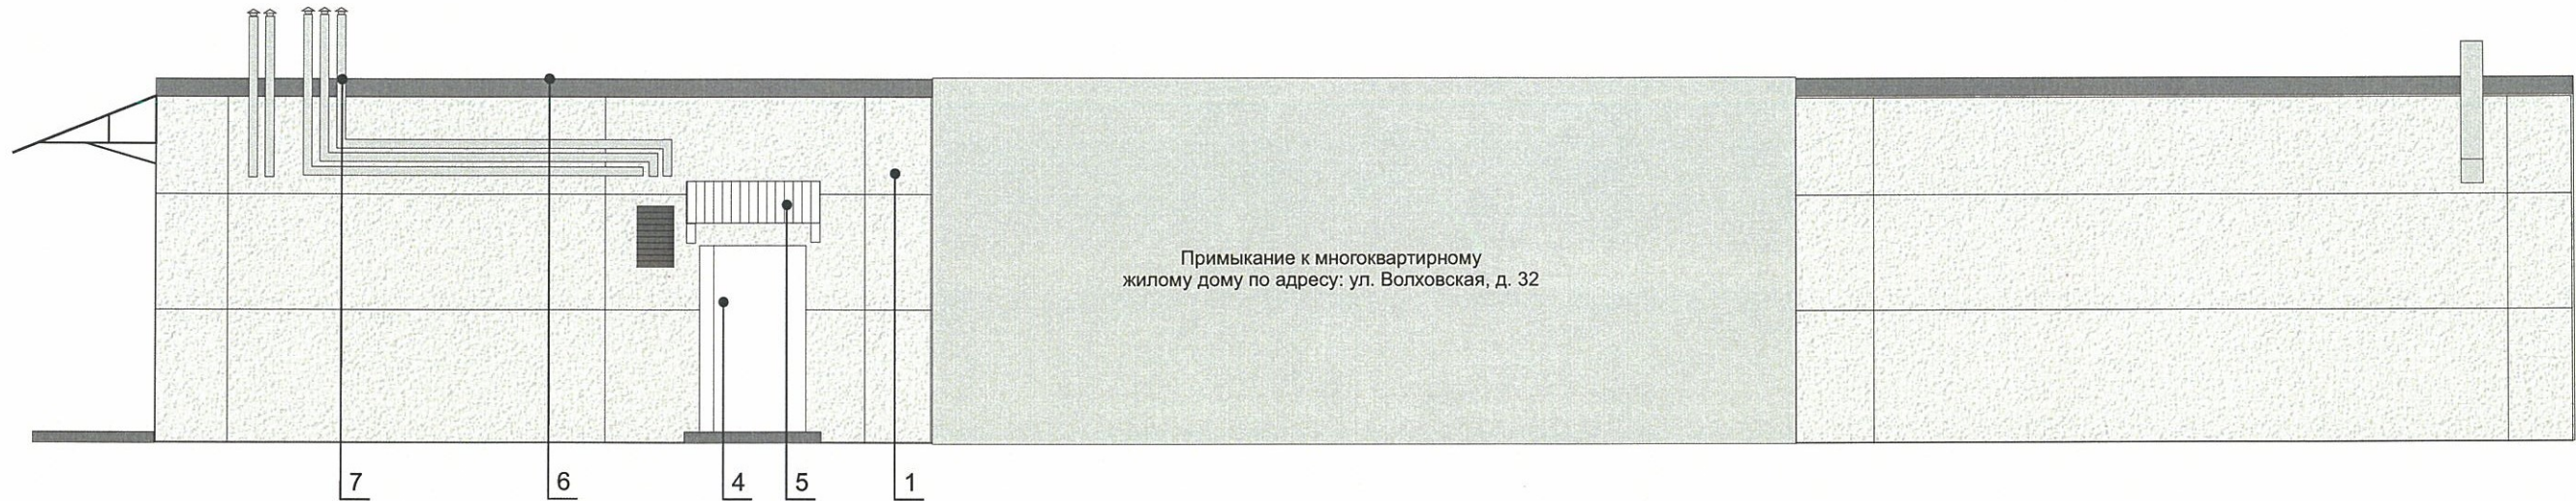 Примыкание к многоквартирному
жилому дому по адресу: ул. Волховская, д. 32
7 6 4 5 1